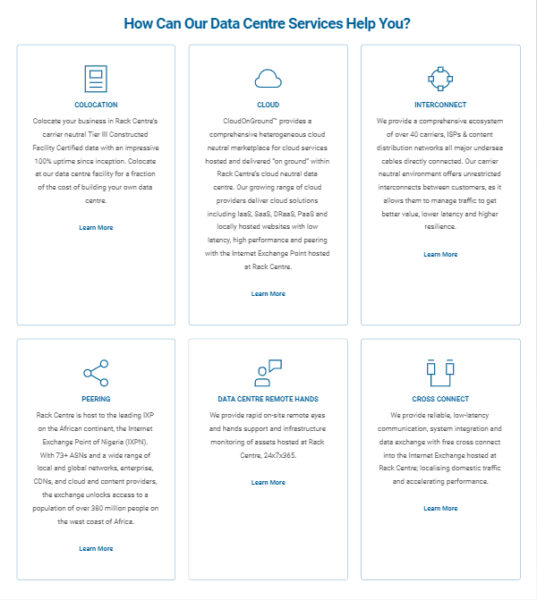 How Can Our Data Centre Services Help You?
COLOCATION
Colocate your business in Rack Centre's
carrier neutral Tier III Constructed
Facility Certified data with an impressive
100% uptime since inception. Colocate
at our data centre facility for a fraction
of the cost of building your own data
centre.
Learn More
CLOUD
CloudOnGround™ provides a
comprehensive heterogeneous cloud
neutral marketplace for cloud services
hosted and delivered "on ground" within
Rack Centre's cloud neutral data
centre. Our growing range of cloud
providers deliver cloud solutions
including IaaS, SaaS, DRaaS, PaaS and
locally hosted websites with low
latency, high performance and peering
with the Internet Exchange Point hosted
at Rack Centre.
Learn More
INTERCONNECT
We provide a comprehensive ecosystem
of over 40 carriers, ISPs & content
distribution networks all major undersea
cables directly connected. Our carrier
neutral environment offers unrestricted
interconnects between customers, as it
allows them to manage traffic to get
better value, lower latency and higher
resilience.
Learn More
PEERING
Rack Centre is host to the leading IXP
on the African continent, the Internet
Exchange Point of Nigeria (IXPN).
With 73+ ASNs and a wide range of
local and global networks, enterprise,
CDNs, and cloud and content providers,
the exchange unlocks access to a
population of over 380 million people on
the west coast of Africa.
Learn More
DATA CENTRE REMOTE HANDS
We provide rapid on-site remote eyes
and hands support and infrastructure
monitoring of assets hosted at Rack
Centre, 24x7x365.
Learn More
CROSS CONNECT
We provide reliable, low-latency
communication, system integration and
data exchange with free cross connect
into the Internet Exchange hosted at
Rack Centre; localising domestic traffic
and accelerating performance.
Learn More